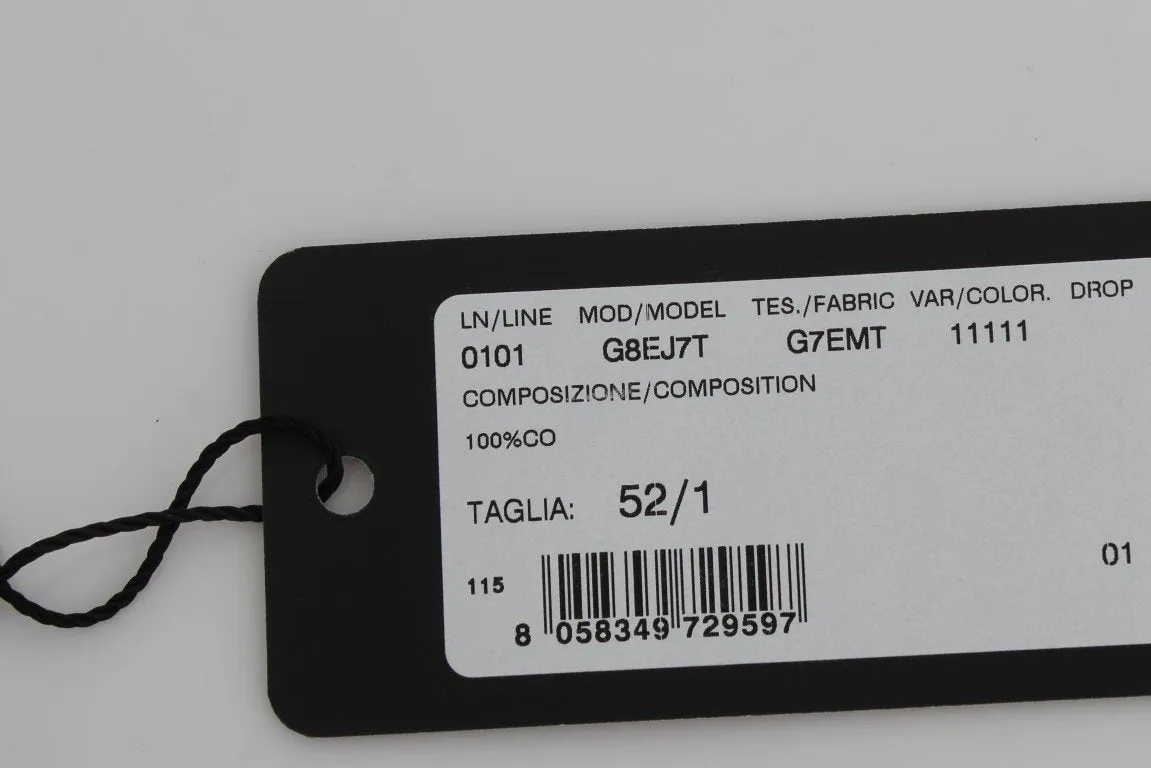 LN/LINE MOD/MODEL TES./FABRIC VAR/COLOR. DROP
0101 G8EJ7T G7EMT 11111
COMPOSIZIONE/COMPOSITION
100%CO
TAGLIA: 52/1
115
01
8 058349 729597